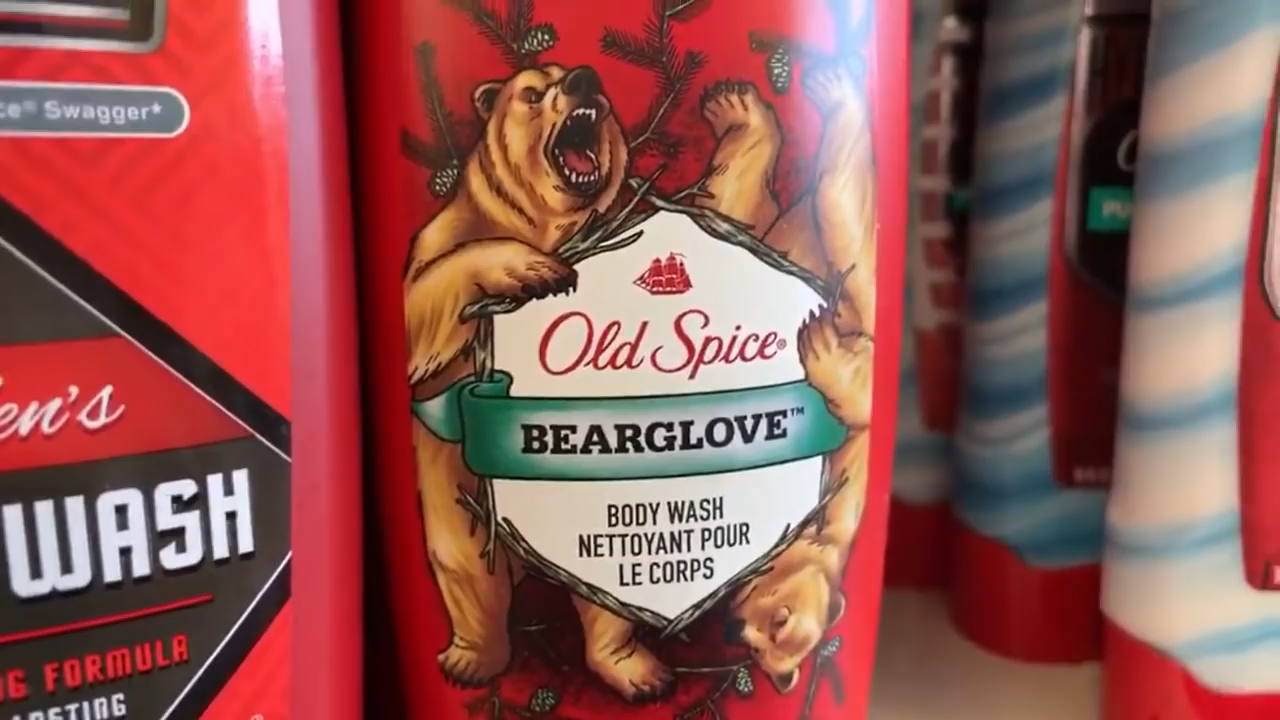 Swagger*
WASH
FORMULA
Old Spice®
BEARGLOVE™
BODY WASH
NETTOYANT POUR
LE CORPS